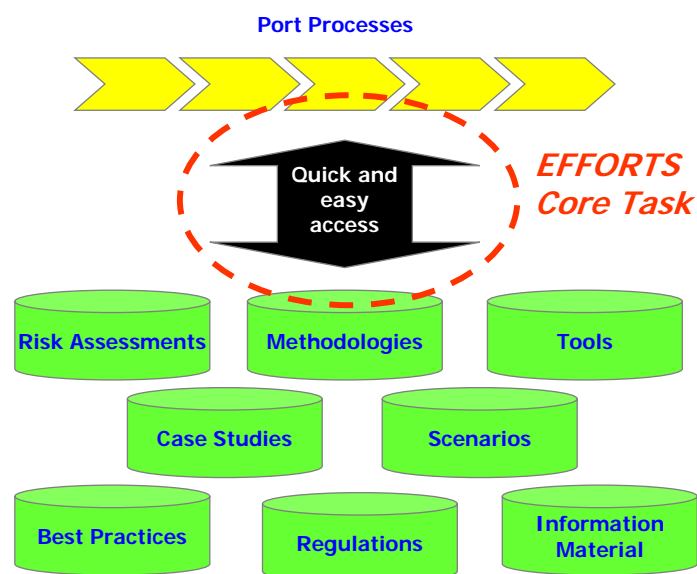 Port Processes
Quick and
easy
access
EFFORTS
Core Task
Risk Assessments
Methodologies
Tools
Case Studies
Scenarios
Best Practices
Regulations
Information
Material